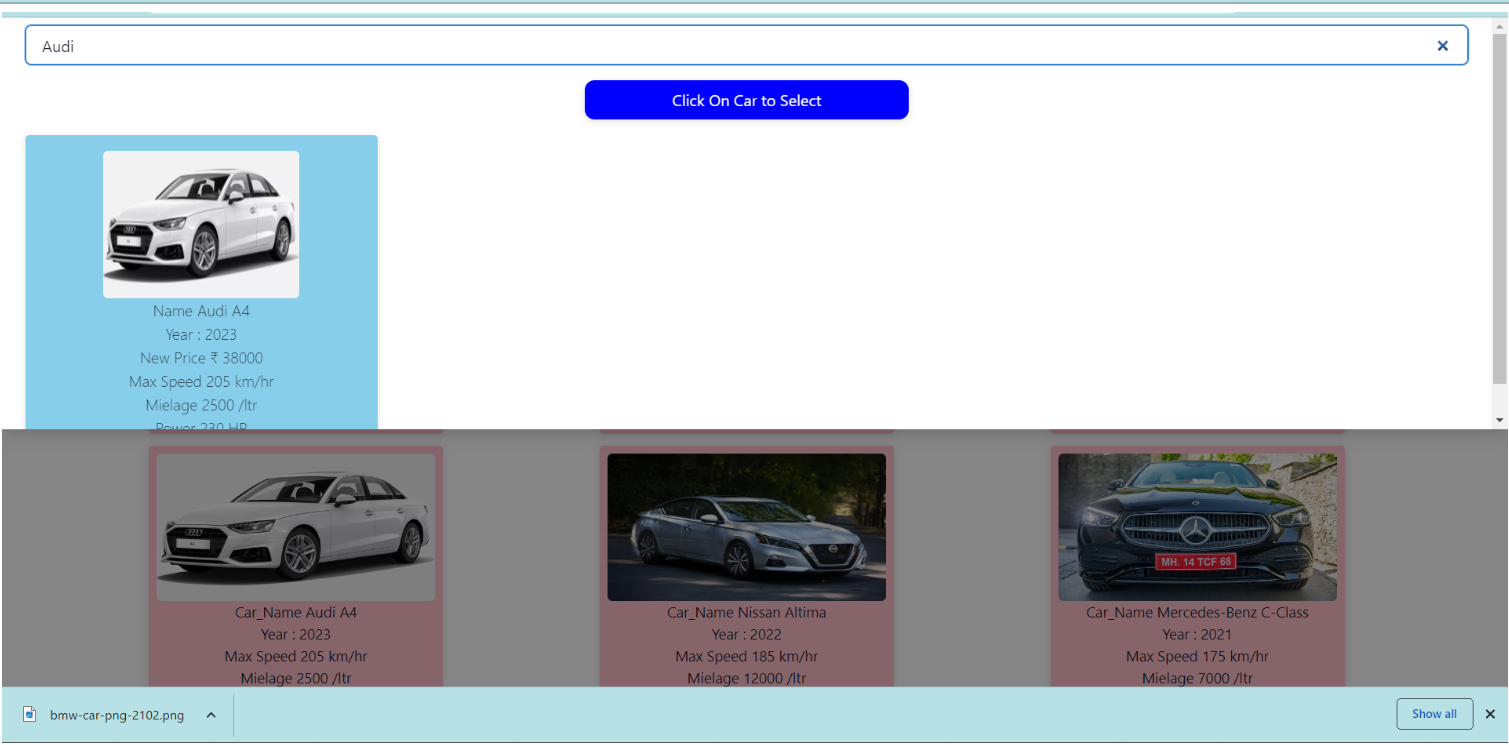 Audi
Click On Car to Select
Name Audi A4
Year : 2023
New Price ₹ 38000
Max Speed 205 km/hr
Mielage 2500 /ltr
Power 230 HP
Car_Name Audi A4
Year : 2023
Max Speed 205 km/hr
Mielage 2500 /ltr
Car_Name Nissan Altima
Year : 2022
Max Speed 185 km/hr
Mielage 12000 /ltr
MH. 14 TCF 68
Car_Name Mercedes-Benz C-Class
Year : 2021
Max Speed 175 km/hr
Mielage 7000 /ltr
bmw-car-png-2102.png
Show all